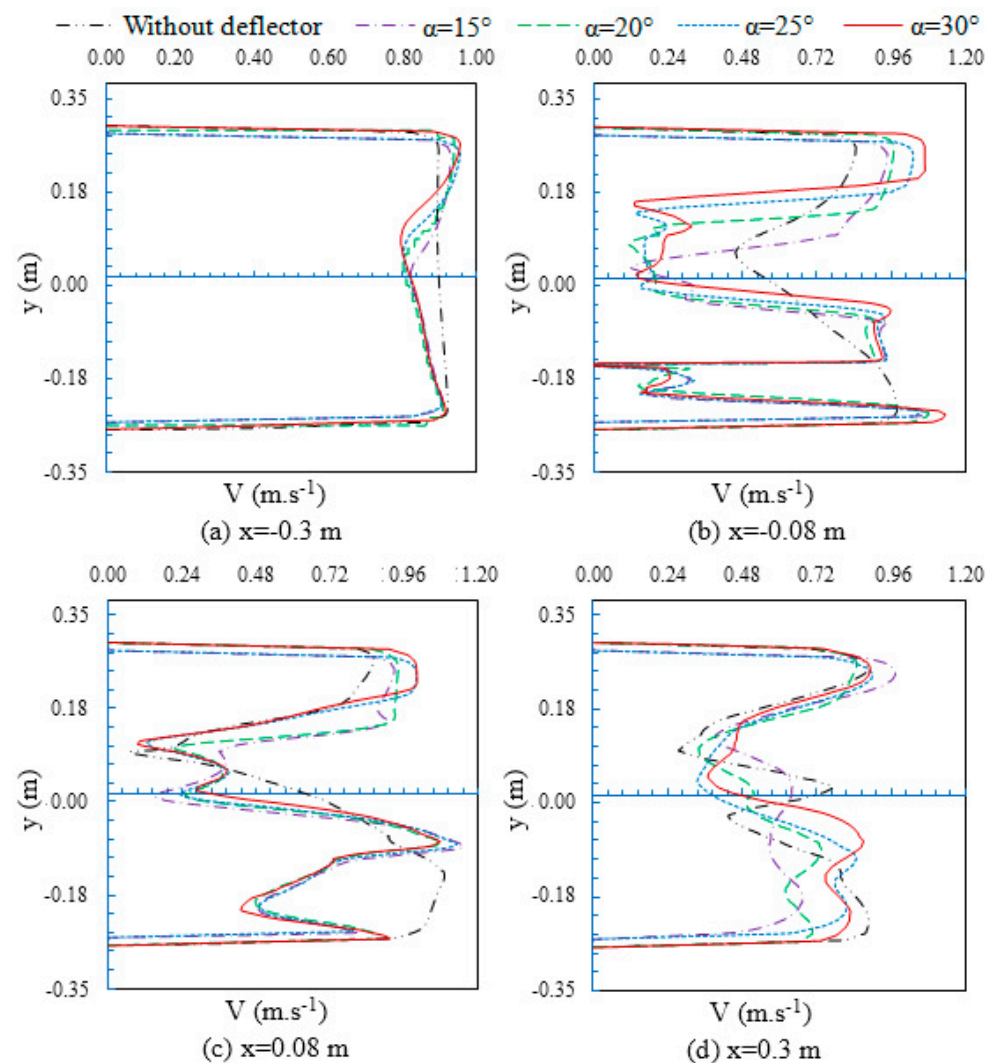 Without deflector α=15° α=20° α=25° α=30°
0.00 0.20 0.40 0.60 0.80 1.00
0.00 0.24 0.48 0.72 0.96 1.20
0.35
0.18
0.00
-0.18
-0.35
y (m)
V (m.s-1)
(a) x=-0.3 m
0.35
0.18
0.00
-0.18
-0.35
y (m)
V (m.s-1)
(b) x=-0.08 m
0.00 0.24 0.48 0.72 0.96 1.20
0.35
0.18
0.00
-0.18
-0.35
y (m)
V (m.s-1)
(c) x=0.08 m
0.00 0.24 0.48 0.72 0.96 1.20
0.35
0.18
0.00
-0.18
-0.35
y (m)
V (m.s-1)
(d) x=0.3 m